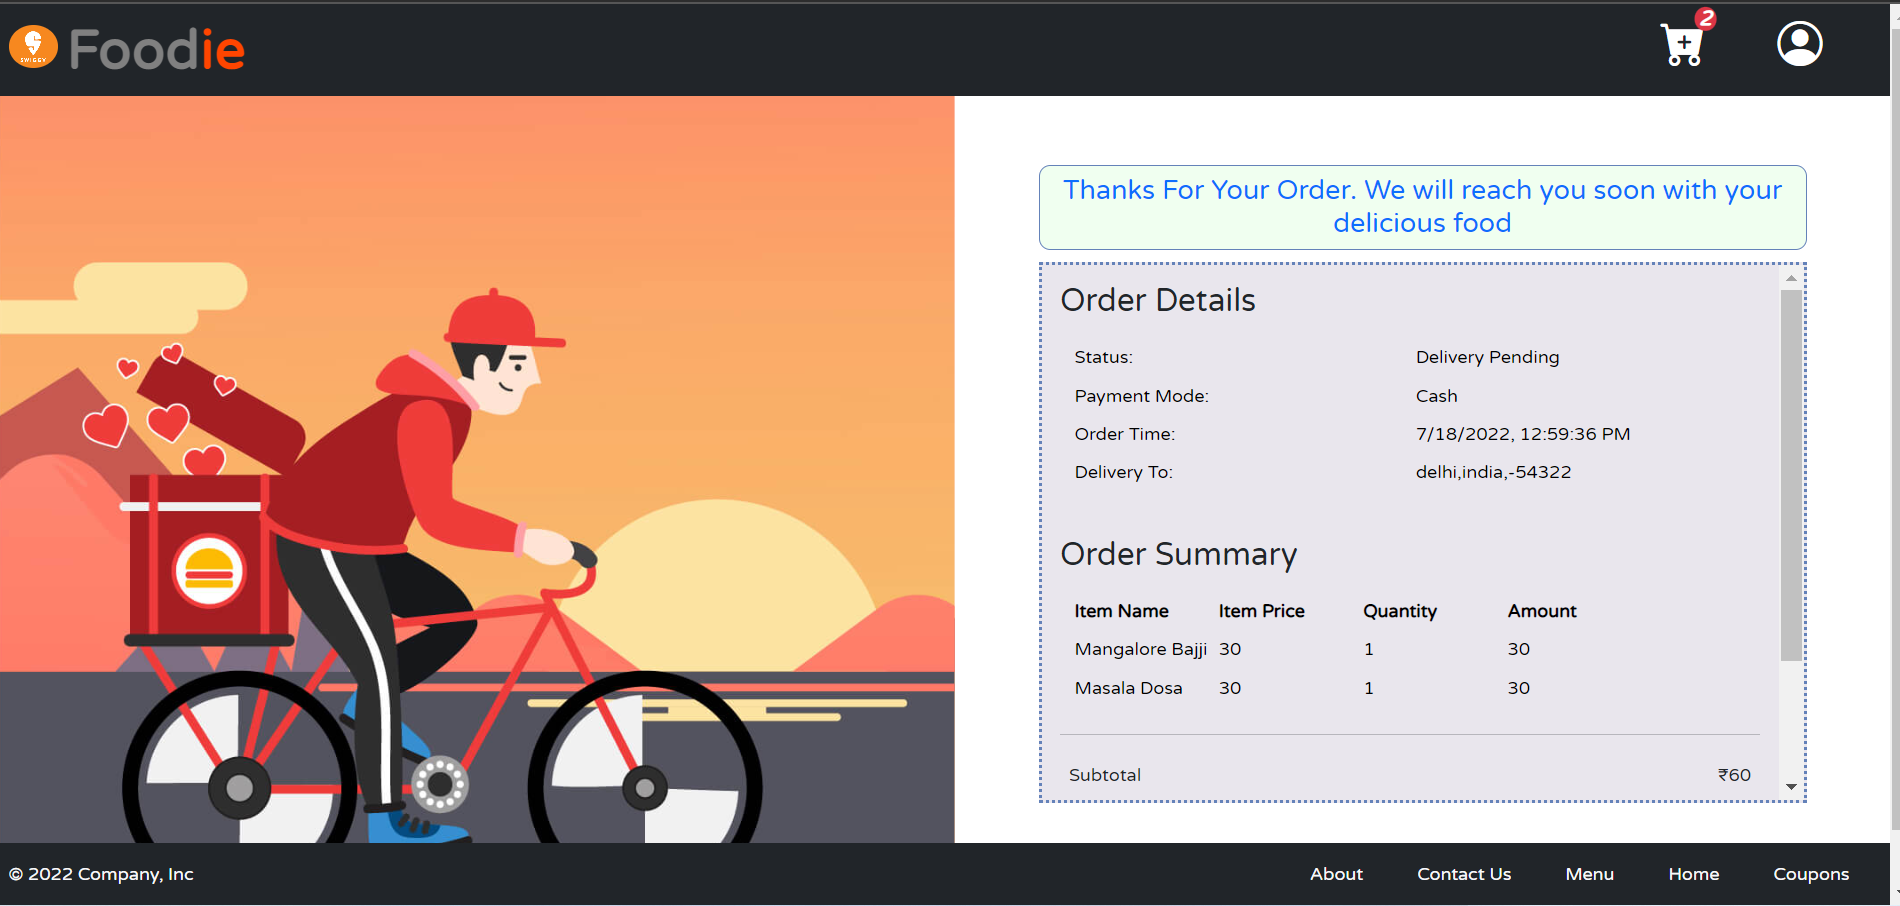 SWIGGY
Foodie
2
Thanks For Your Order. We will reach you soon with your
delicious food
Order Details
Status: Delivery Pending
Payment Mode: Cash
Order Time: 7/18/2022, 12:59:36 PM
Delivery To: delhi,india,-54322
Order Summary
Item Name Item Price Quantity Amount
Mangalore Bajji 30 1 30
Masala Dosa 30 1 30
Subtotal ₹60
© 2022 Company, Inc
About Contact Us Menu Home Coupons